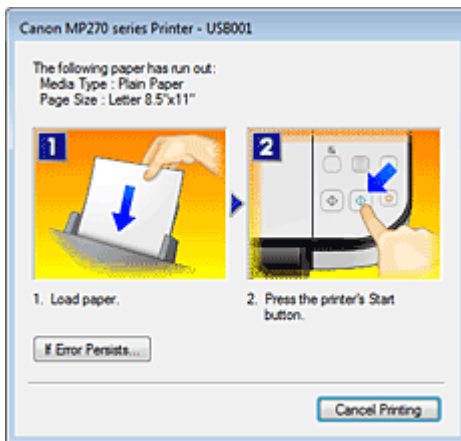 Canon MP270 series Printer - USB001
The following paper has run out:
Media Type : Plain Paper
Page Size : Letter 8.5"x11"
1
2
1. Load paper.
2. Press the printer's Start
button.
If Error Persists...
Cancel Printing